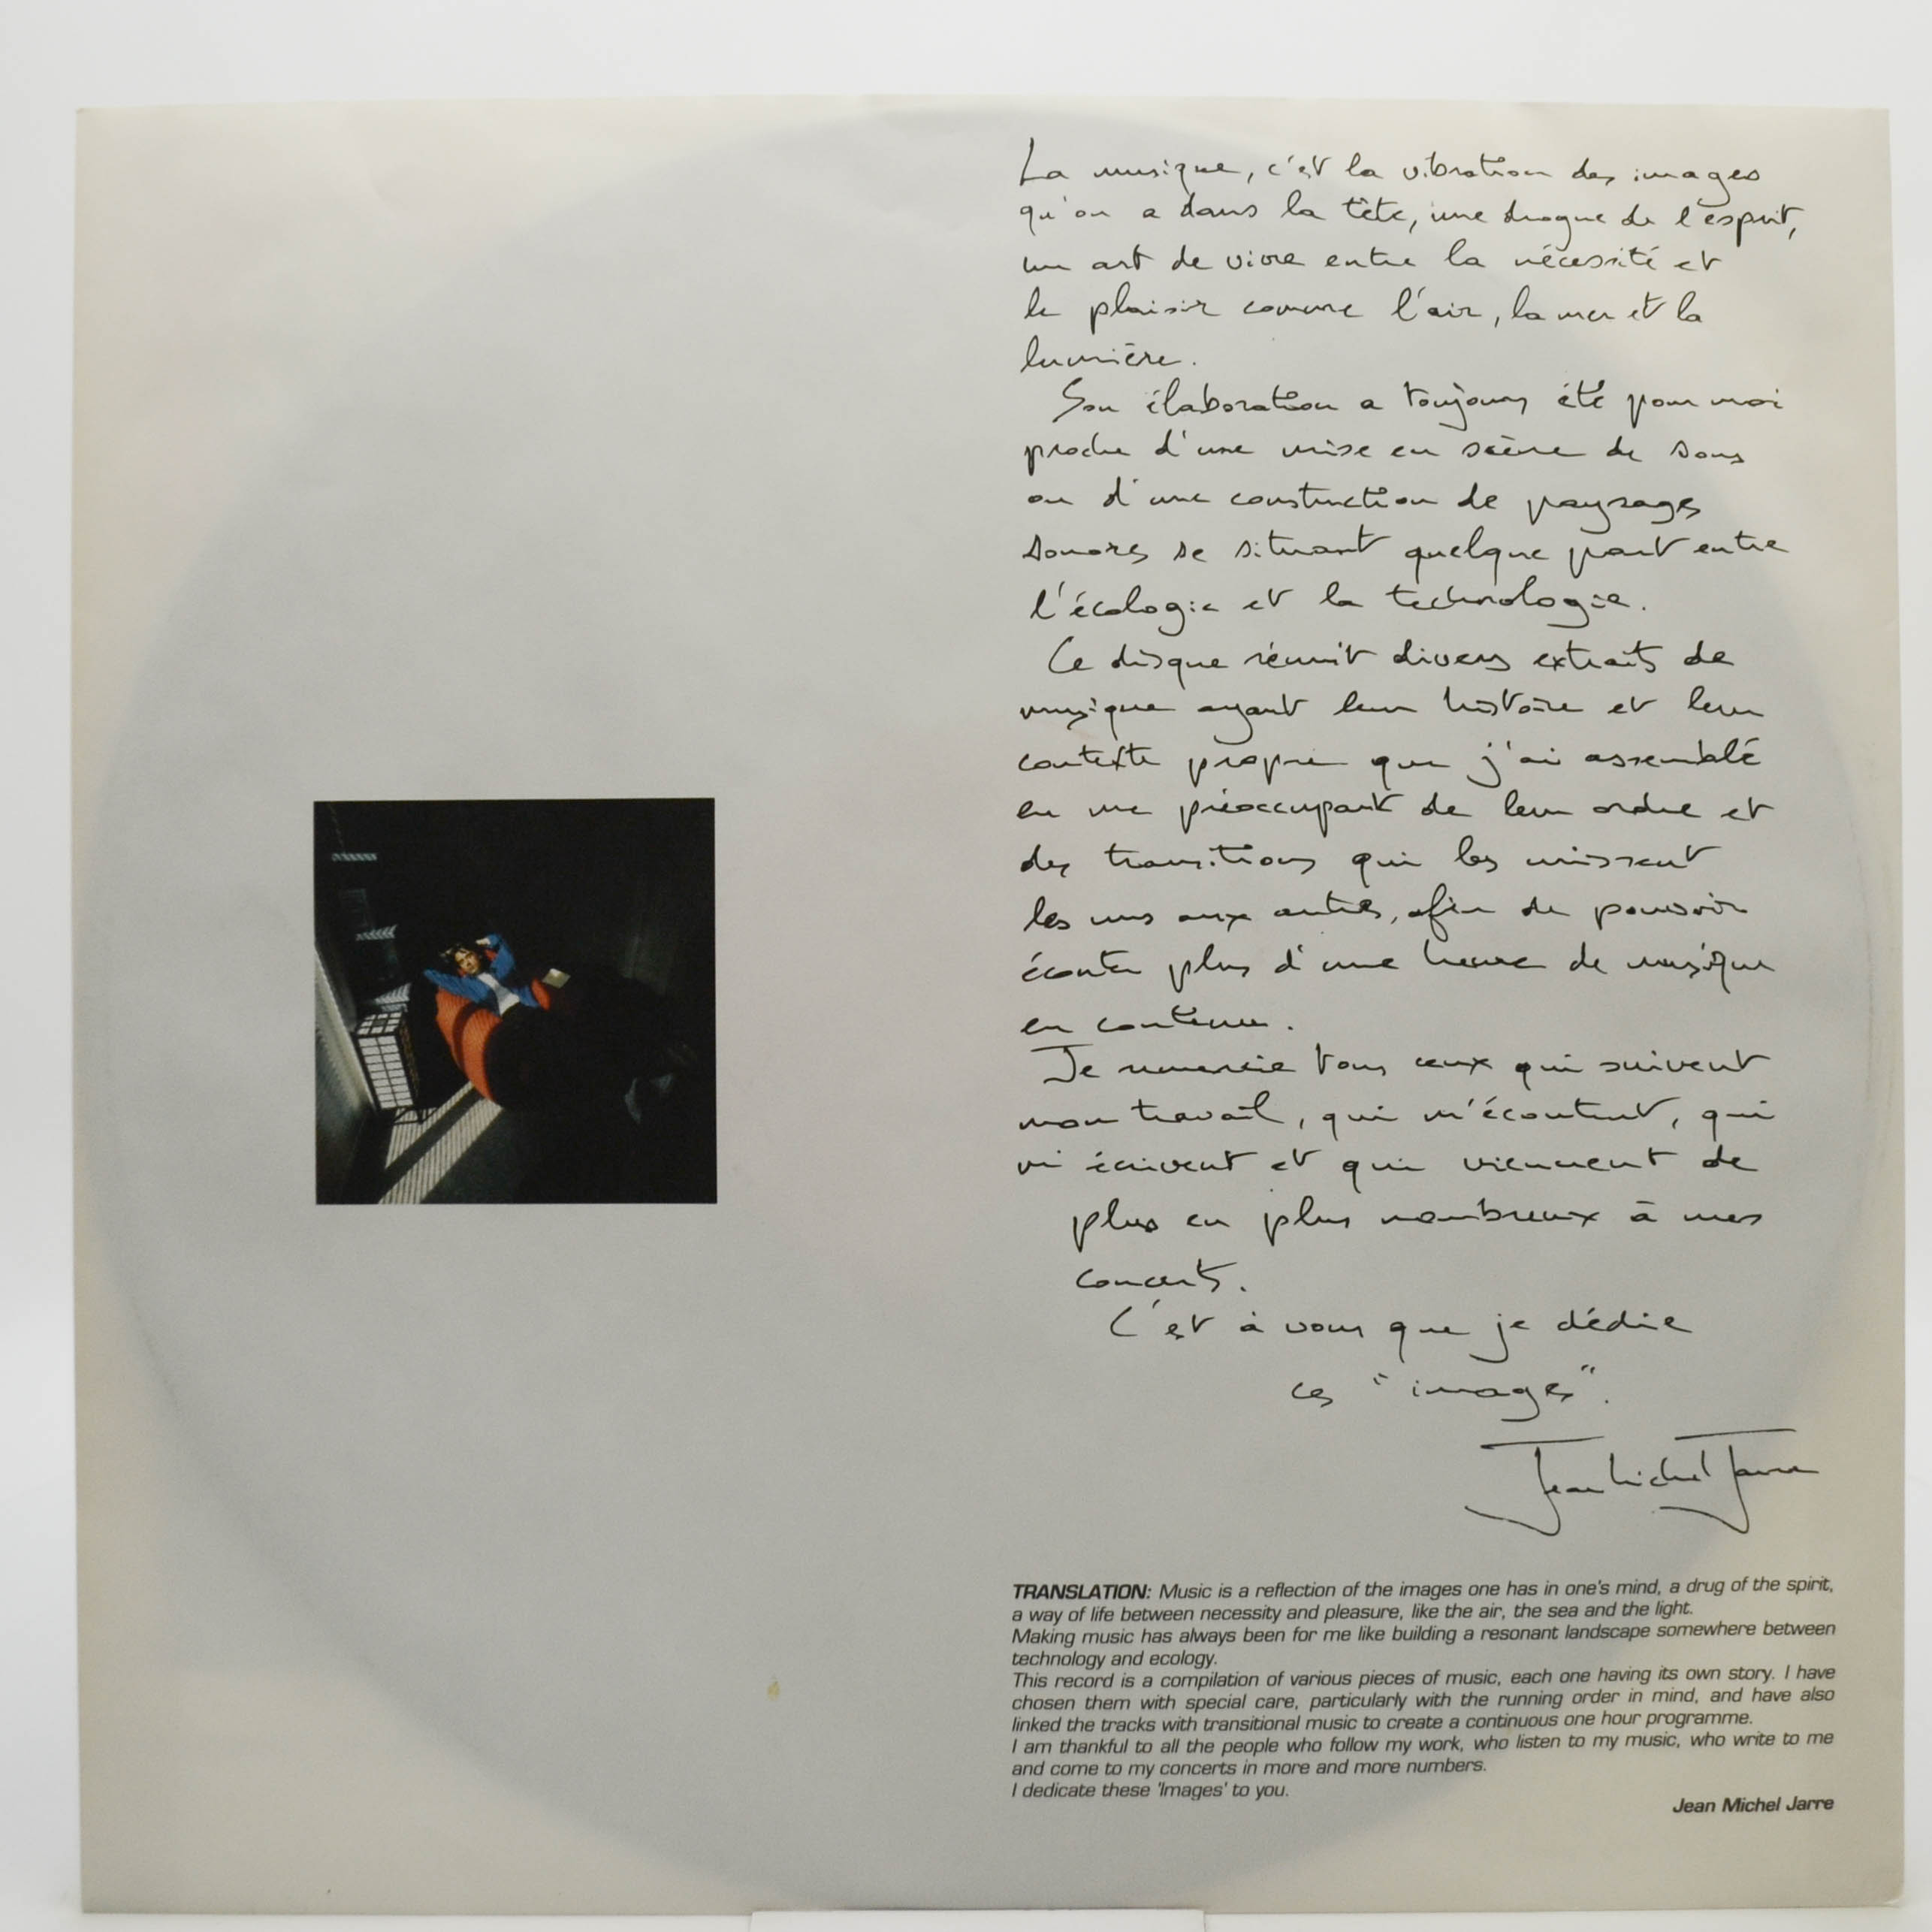 La musique, c'est la vibration des images
qu'on a dans la tête, une drogue de l'esprit,
un art de vivre entre la nécessité et
le plaisir comme l'air, la mer et la
lumière.
Son élaboration a toujours été pour moi
proche d'une mise en scène de sons
ou d'une construction de paysages
sonores se situant quelque part entre
l'écologie et la technologie.
Ce disque réunit divers extraits de
musique ayant leur histoire et leur
contexte propre que j'ai assemblé
en me préoccupant de leur ordre et
des transitions qui les unissent
les uns aux autres, afin de pouvoir
écouter plus d'une heure de musique
en continu.
Je remercie tous ceux qui suivent
mon travail, qui m'écoutent, qui
m'écrivent et qui viennent de
plus en plus nombreux à mes
concerts.
C'est à vous que je dédie
ces "images".
Jean Michel Jarre
TRANSLATION: Music is a reflection of the images one has in one's mind, a drug of the spirit,
a way of life between necessity and pleasure, like the air, the sea and the light.
Making music has always been for me like building a resonant landscape somewhere between
technology and ecology.
This record is a compilation of various pieces of music, each one having its own story. I have
chosen them with special care, particularly with the running order in mind, and have also
linked the tracks with transitional music to create a continuous one hour programme.
I am thankful to all the people who follow my work, who listen to my music, who write to me
and come to my concerts in more and more numbers.
I dedicate these 'Images' to you.
Jean Michel Jarre